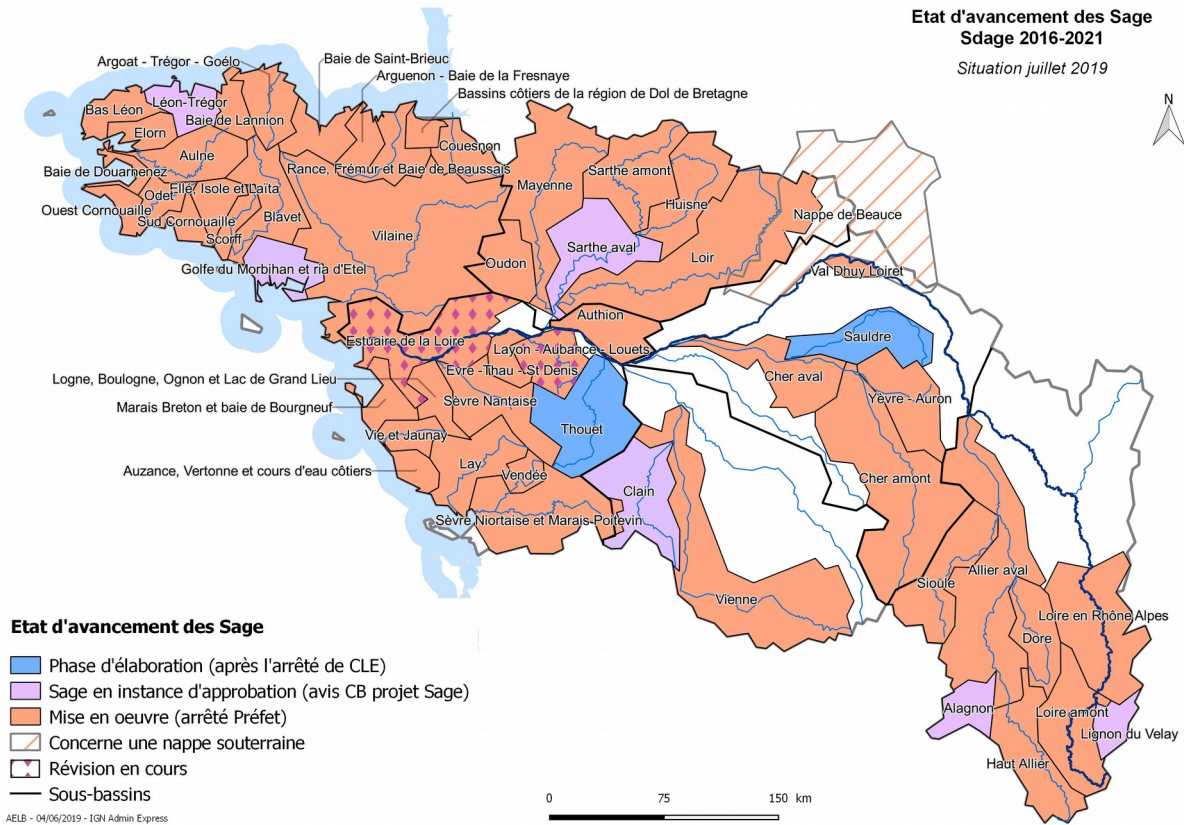 Etat d'avancement des Sage
Sdage 2016-2021
Situation juillet 2019
N
Argoat - Trégor - Goélo
Baie de Saint-Brieuc
Arguenon - Baie de la Fresnaye
Bassins côtiers de la région de Dol de Bretagne
Bas Léon
Léon-Trégor
Baie de Lannion
Elorn
Couesnon
Aulne
Baie de Douarnenez
Rance, Frémur et Baie de Beaussais
Mayenne
Sarthe amont
Odet
Ellé, Isole et Laïta
Huisne
Ouest Cornouaille
Sud Cornouaille
Blavet
Nappe de Beauce
Scorff
Vilaine
Sarthe aval
Golfe du Morbihan et ria d'Etel
Oudon
Loir
Val Dhuy Loiret
Authion
Estuaire de la Loire
Layon - Aubance - Louets
Sauldre
Evre -Thau - St Denis
Logne, Boulogne, Ognon et Lac de Grand Lieu
Cher aval
Marais Breton et baie de Bourgneuf
Sèvre Nantaise
Yèvre - Auron
Vie et Jaunay
Thouet
Auzance, Vertonne et cours d'eau côtiers
Lay
Vendée
Cher amont
Clain
Sèvre Niortaise et Marais Poitevin
Allier aval
Sioule
Vienne
Loire en Rhône Alpes
Dore
Alagnon
Loire amont
Lignon du Velay
Haut Allier
Etat d'avancement des Sage
Phase d'élaboration (après l'arrêté de CLE)
Sage en instance d'approbation (avis CB projet Sage)
Mise en oeuvre (arrêté Préfet)
Concerne une nappe souterraine
Révision en cours
Sous-bassins
0 75 150 km
AELB - 04/06/2019 - IGN Admin Express